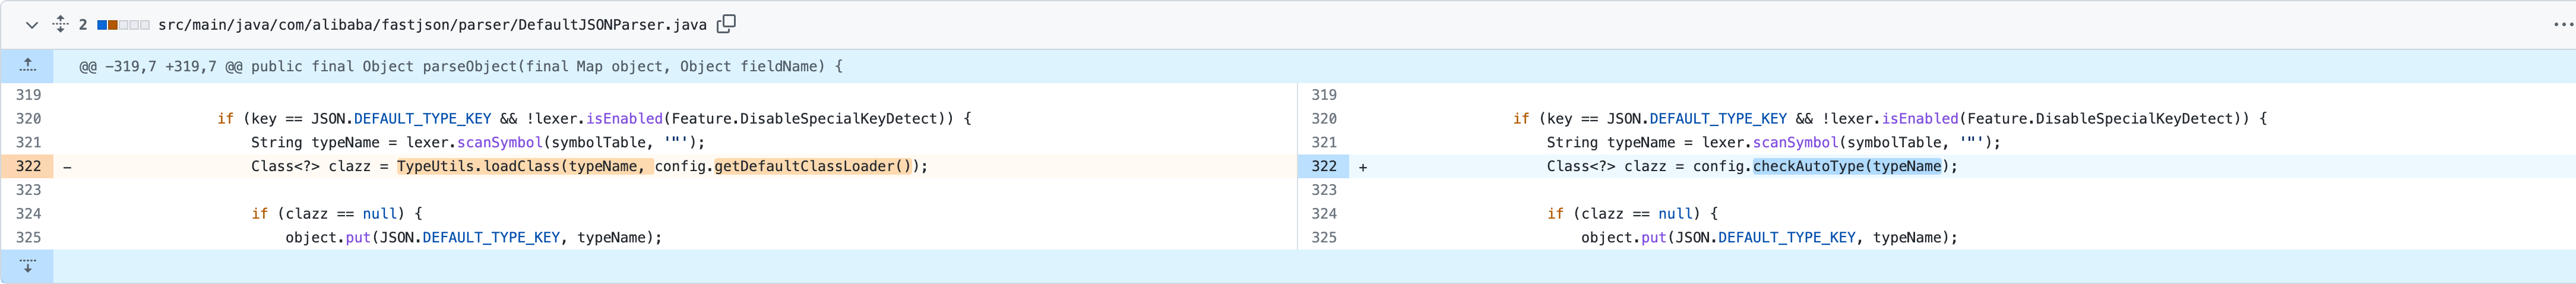 2 src/main/java/com/alibaba/fastjson/parser/DefaultJSONParser.java ...
@@ -319,7 +319,7 @@ public final Object parseObject(final Map object, Object fieldName) {
319
320 if (key == JSON.DEFAULT_TYPE_KEY && !lexer.isEnabled(Feature.DisableSpecialKeyDetect)) {
321 String typeName = lexer.scanSymbol(symbolTable, '"');
322 - Class<?> clazz = TypeUtils.loadClass(typeName, config.getDefaultClassLoader());
323
324 if (clazz == null) {
325 object.put(JSON.DEFAULT_TYPE_KEY, typeName);
319
320 if (key == JSON.DEFAULT_TYPE_KEY && !lexer.isEnabled(Feature.DisableSpecialKeyDetect)) {
321 String typeName = lexer.scanSymbol(symbolTable, '"');
322 + Class<?> clazz = config.checkAutoType(typeName);
323
324 if (clazz == null) {
325 object.put(JSON.DEFAULT_TYPE_KEY, typeName);